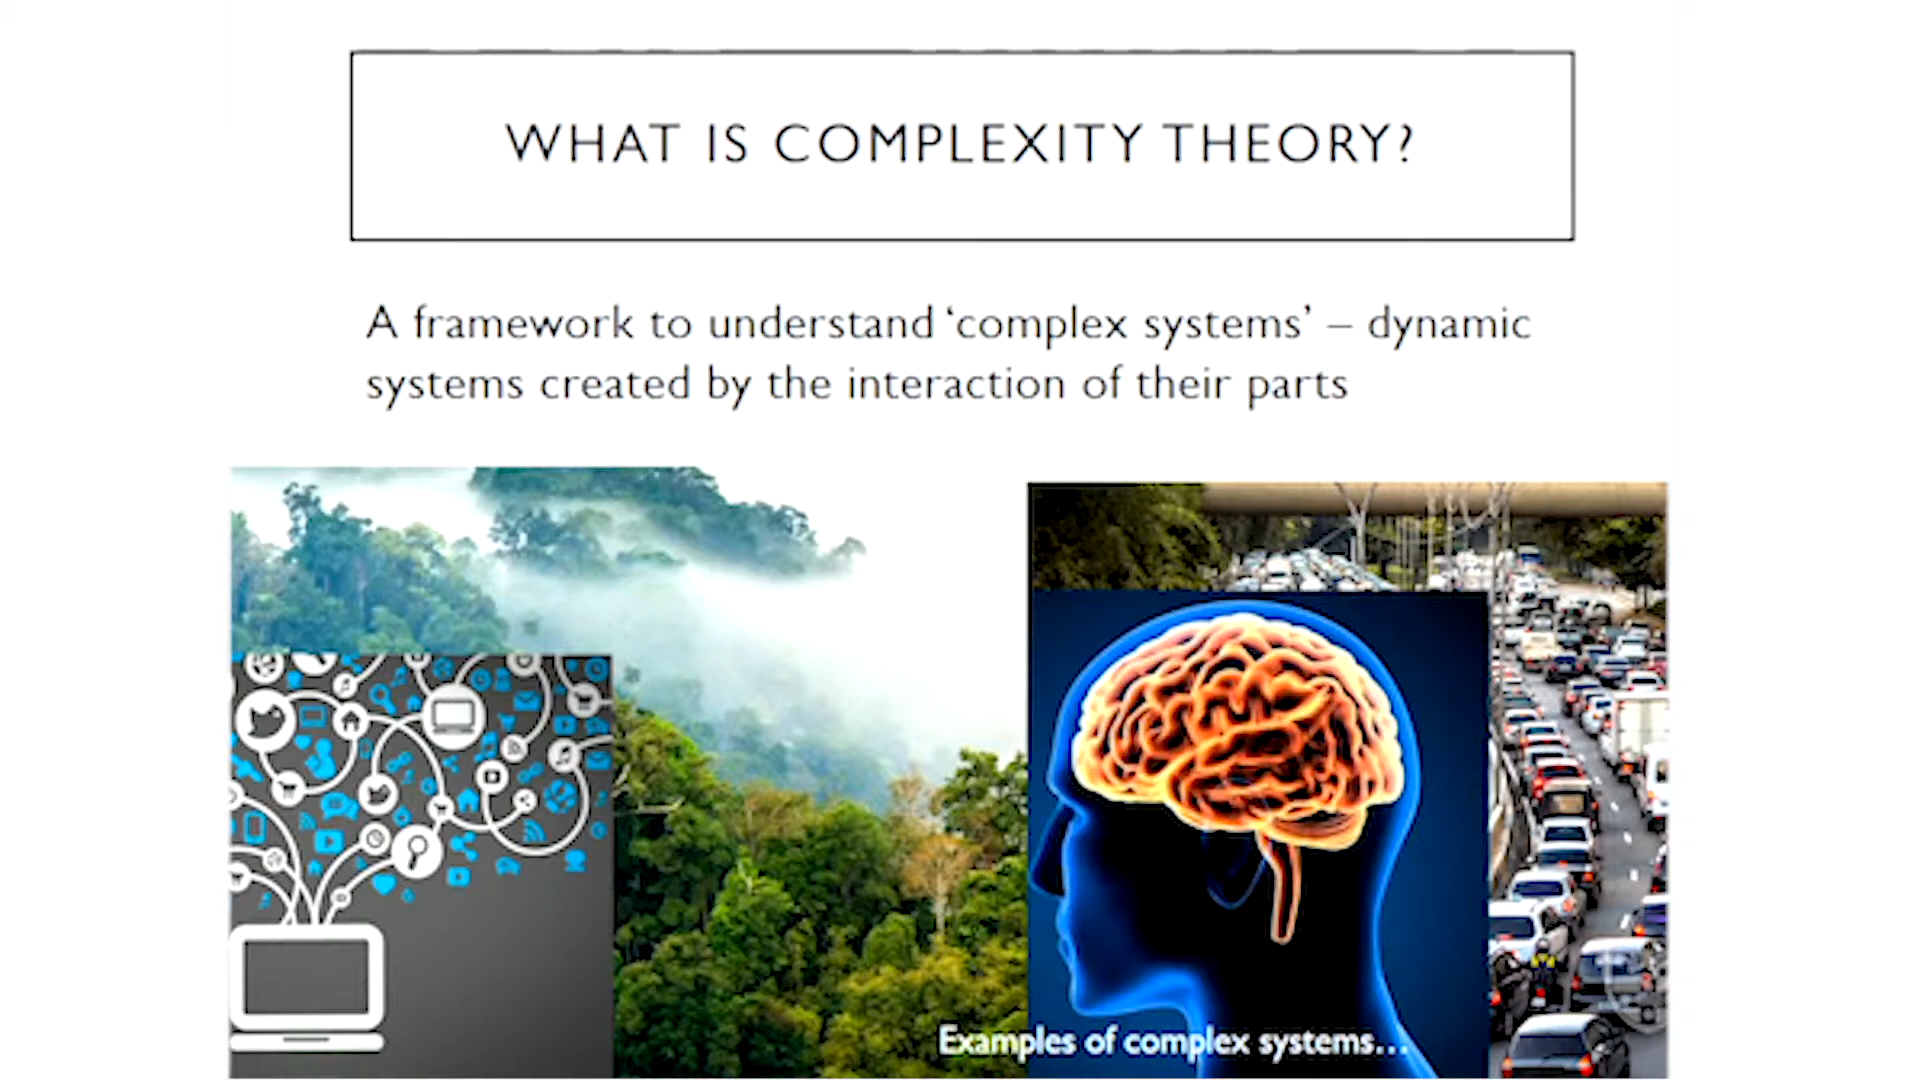 WHAT IS COMPLEXITY THEORY?
A framework to understand ‘complex systems’ – dynamic
systems created by the interaction of their parts
Examples of complex systems…